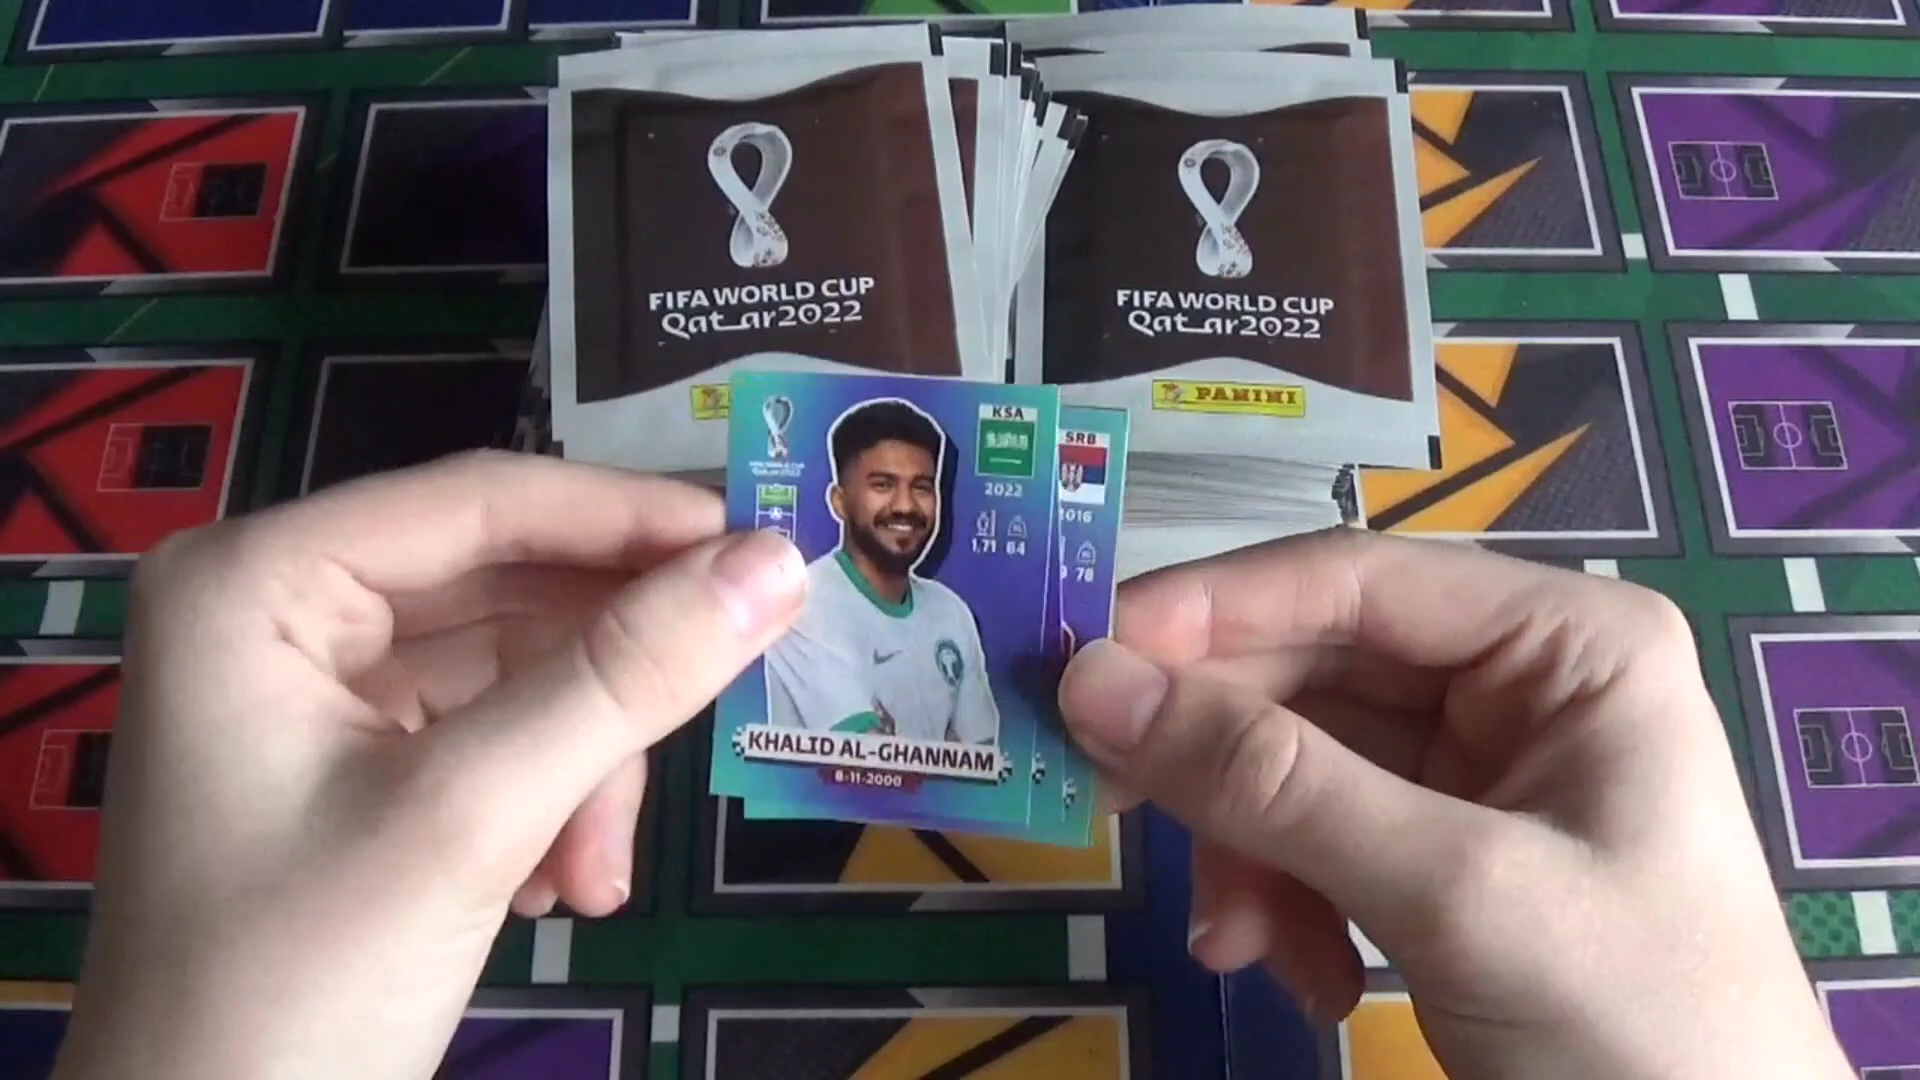 FIFA WORLD CUP
Qatar2022
FIFA WORLD CUP
Qatar2022
PANINI
KSA
2022
1,71 64
SRB
2016
78
KHALID AL-GHANNAM
8-11-2000